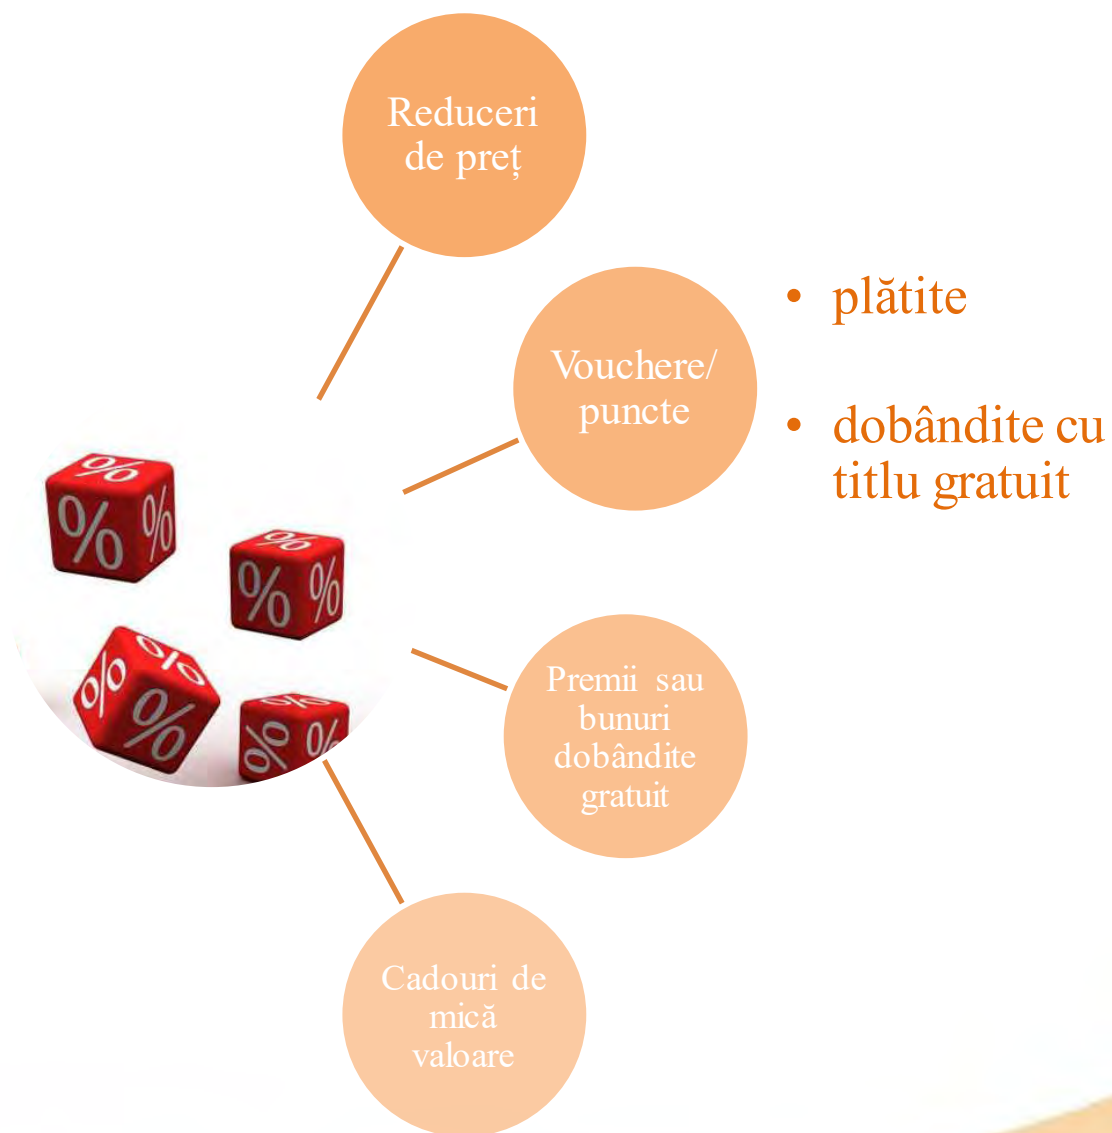 Reduceri
de preț
Vouchere/
puncte
• plătite
• dobândite cu
titlu gratuit
% % %
% % %
% % %
% % %
Premii sau
bunuri
dobândite
gratuit
Cadouri de
mică
valoare